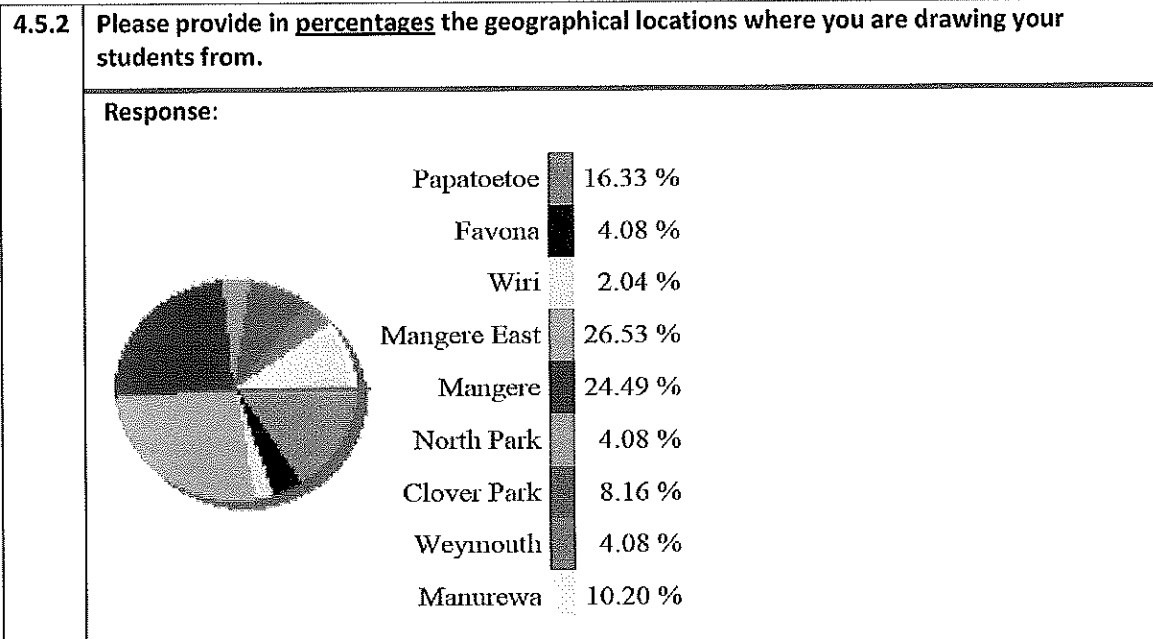 4.5.2 Please provide in percentages the geographical locations where you are drawing your
students from.
Response:
Papatoetoe 16.33 %
Favona 4.08 %
Wiri 2.04 %
Mangere East 26.53 %
Mangere 24.49 %
North Park 4.08 %
Clover Park 8.16 %
Weymouth 4.08 %
Manurewa 10.20 %